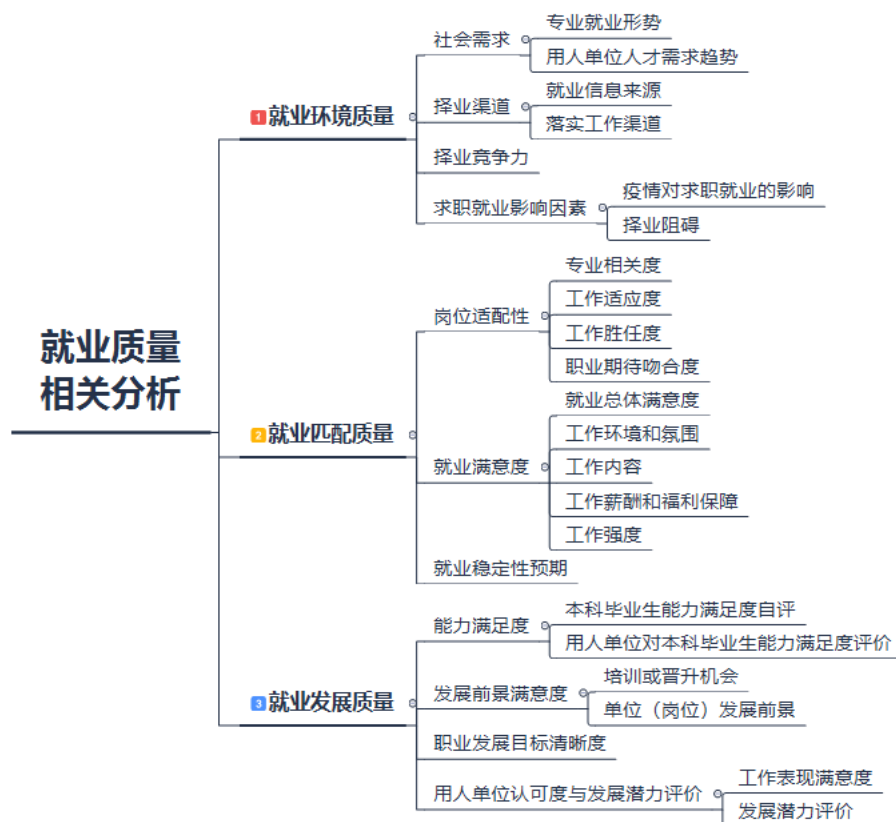 就业质量
相关分析
1
就业环境质量
社会需求
专业就业形势
用人单位人才需求趋势
择业渠道
就业信息来源
落实工作渠道
择业竞争力
求职就业影响因素
疫情对求职就业的影响
择业阻碍
2
就业匹配质量
岗位适配性
专业相关度
工作适应度
工作胜任度
职业期待吻合度
就业满意度
就业总体满意度
工作环境和氛围
工作内容
工作薪酬和福利保障
工作强度
就业稳定性预期
3
就业发展质量
能力满足度
本科毕业生能力满足度自评
用人单位对本科毕业生能力满足度评价
发展前景满意度
培训或晋升机会
单位（岗位）发展前景
职业发展目标清晰度
用人单位认可度与发展潜力评价
工作表现满意度
发展潜力评价